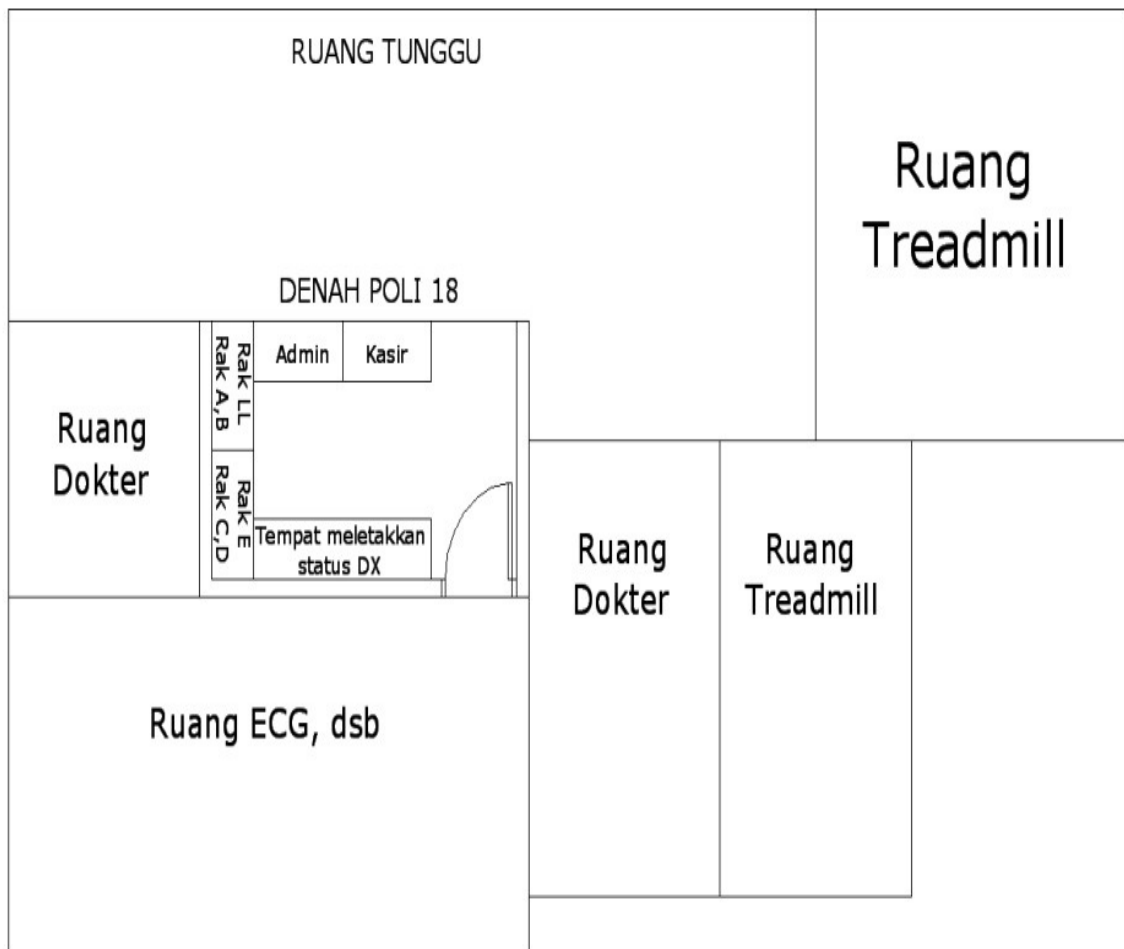 RUANG TUNGGU
Ruang
Treadmill
DENAH POLI 18
Rak LL
Rak A,B
Admin
Kasir
Ruang
Dokter
Rak E
Rak C,D
Tempat meletakkan
status DX
Ruang
Dokter
Ruang
Treadmill
Ruang ECG, dsb